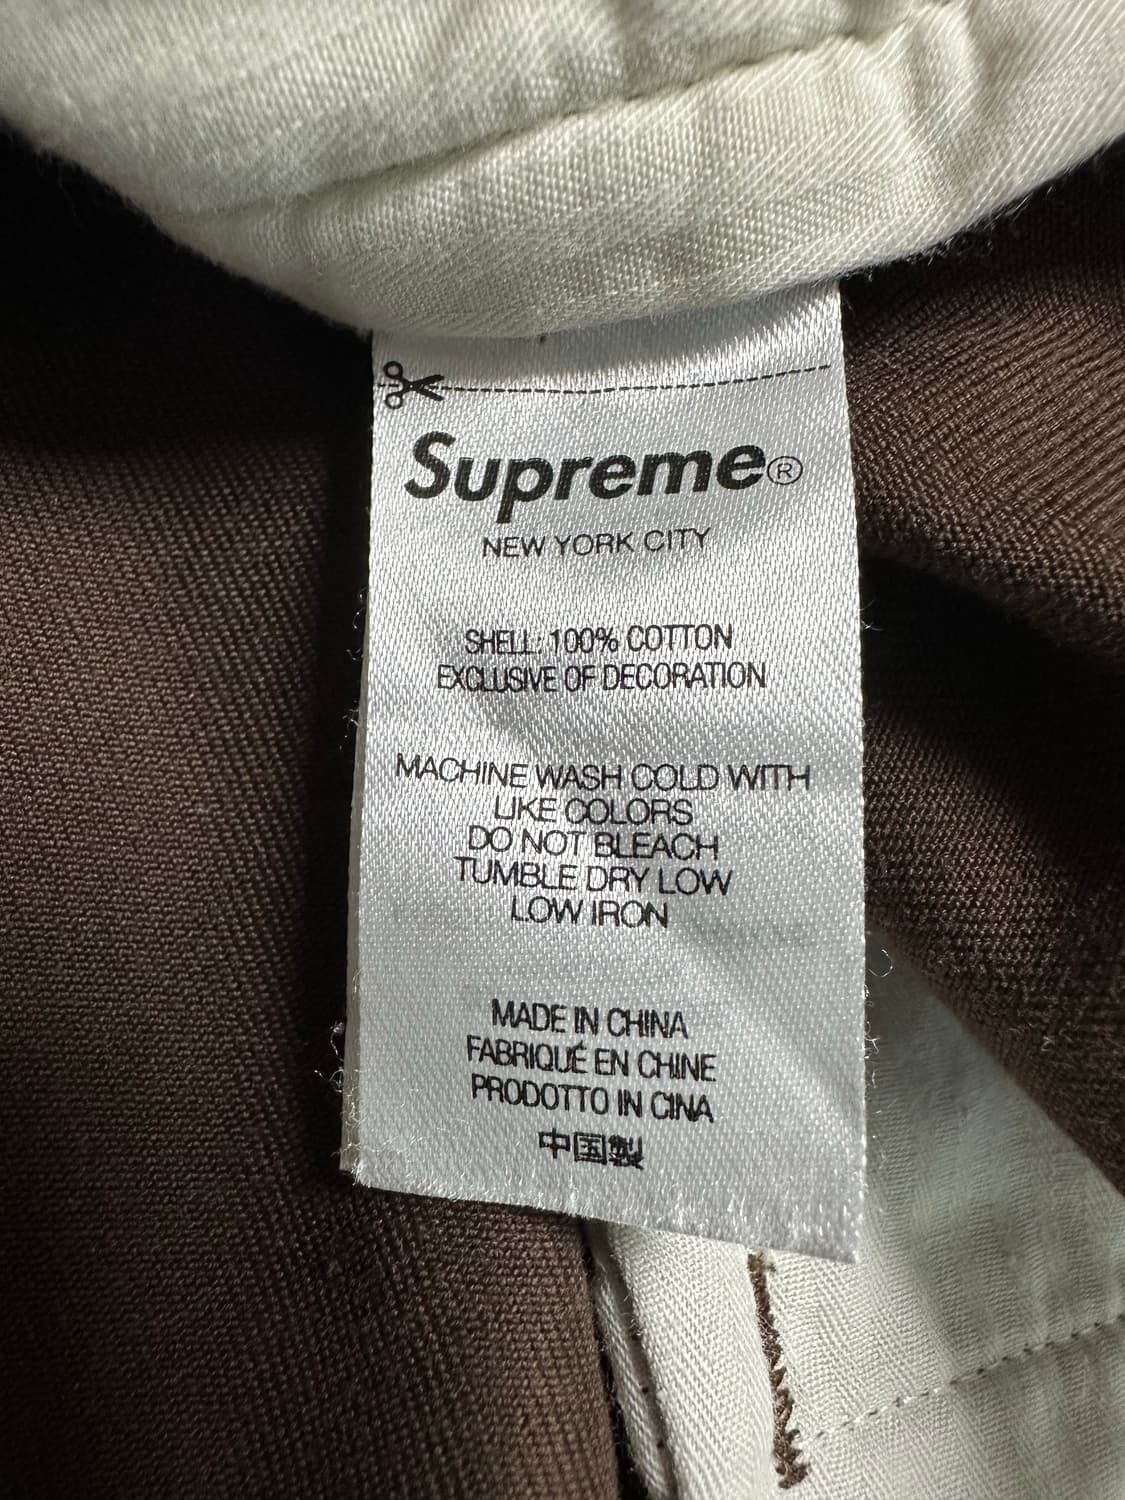 Supreme®
NEW YORK CITY
SHELL: 100% COTTON
EXCLUSIVE OF DECORATION
MACHINE WASH COLD WITH
LIKE COLORS
DO NOT BLEACH
TUMBLE DRY LOW
LOW IRON
MADE IN CHINA
FABRIQUÉ EN CHINE
PRODOTTO IN CINA
中国製